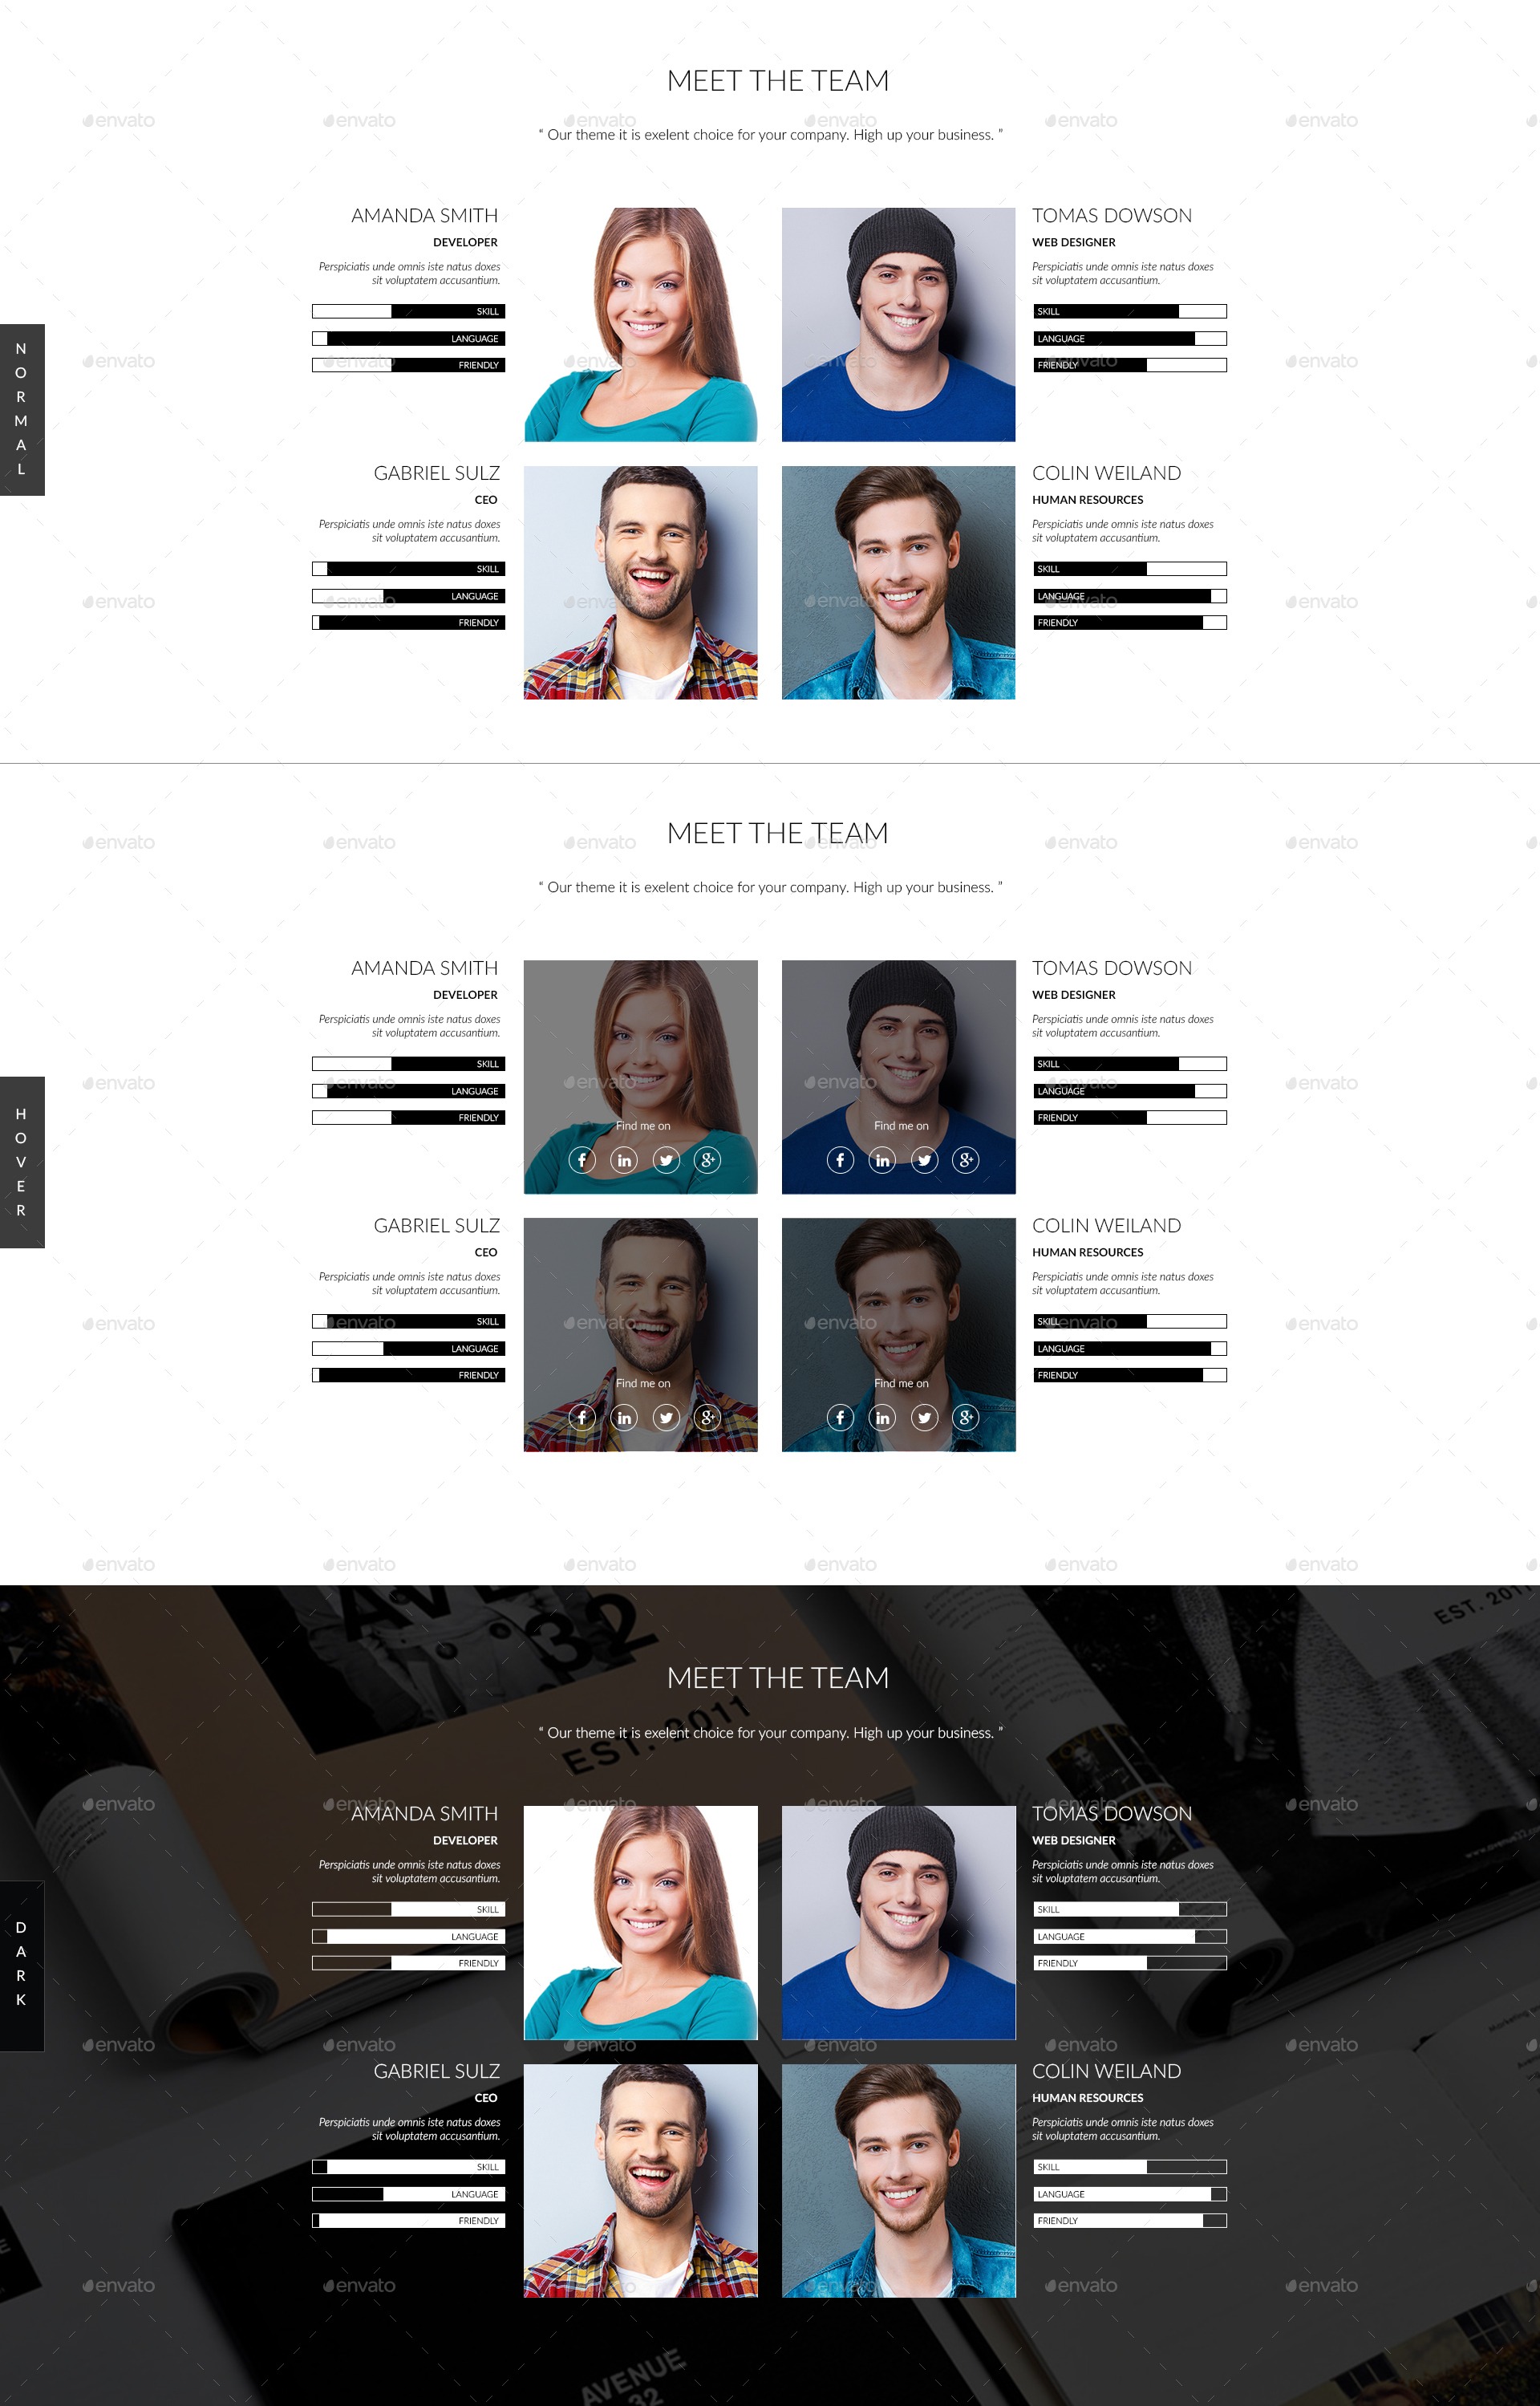 MEET THE TEAM
“ Our theme it is exelent choice for your company. High up your business. ”
AMANDA SMITH
DEVELOPER
Perspiciatis unde omnis iste natus doxes
sit voluptatem accusantium.
SKILL
LANGUAGE
FRIENDLY
TOMAS DOWSON
WEB DESIGNER
Perspiciatis unde omnis iste natus doxes
sit voluptatem accusantium.
SKILL
LANGUAGE
FRIENDLY
NORMAL
GABRIEL SULZ
CEO
Perspiciatis unde omnis iste natus doxes
sit voluptatem accusantium.
SKILL
LANGUAGE
FRIENDLY
COLIN WEILAND
HUMAN RESOURCES
Perspiciatis unde omnis iste natus doxes
sit voluptatem accusantium.
SKILL
LANGUAGE
FRIENDLY
MEET THE TEAM
“ Our theme it is exelent choice for your company. High up your business. ”
AMANDA SMITH
DEVELOPER
Perspiciatis unde omnis iste natus doxes
sit voluptatem accusantium.
SKILL
LANGUAGE
FRIENDLY
Find me on
f in g+
Find me on
f in g+
TOMAS DOWSON
WEB DESIGNER
Perspiciatis unde omnis iste natus doxes
sit voluptatem accusantium.
SKILL
LANGUAGE
FRIENDLY
HOVER
GABRIEL SULZ
CEO
Perspiciatis unde omnis iste natus doxes
sit voluptatem accusantium.
SKILL
LANGUAGE
FRIENDLY
Find me on
f in g+
Find me on
f in g+
COLIN WEILAND
HUMAN RESOURCES
Perspiciatis unde omnis iste natus doxes
sit voluptatem accusantium.
SKILL
LANGUAGE
FRIENDLY
32
EST. 2011
MEET THE TEAM
“ Our theme it is exelent choice for your company. High up your business. ”
EST. 2011
LOVE
AMANDA SMITH
DEVELOPER
Perspiciatis unde omnis iste natus doxes
sit voluptatem accusantium.
SKILL
LANGUAGE
FRIENDLY
TOMAS DOWSON
WEB DESIGNER
Perspiciatis unde omnis iste natus doxes
sit voluptatem accusantium.
SKILL
LANGUAGE
FRIENDLY
DARK
GABRIEL SULZ
CEO
Perspiciatis unde omnis iste natus doxes
sit voluptatem accusantium.
SKILL
LANGUAGE
FRIENDLY
COLIN WEILAND
HUMAN RESOURCES
Perspiciatis unde omnis iste natus doxes
sit voluptatem accusantium.
SKILL
LANGUAGE
FRIENDLY
AVENUE
32
envato